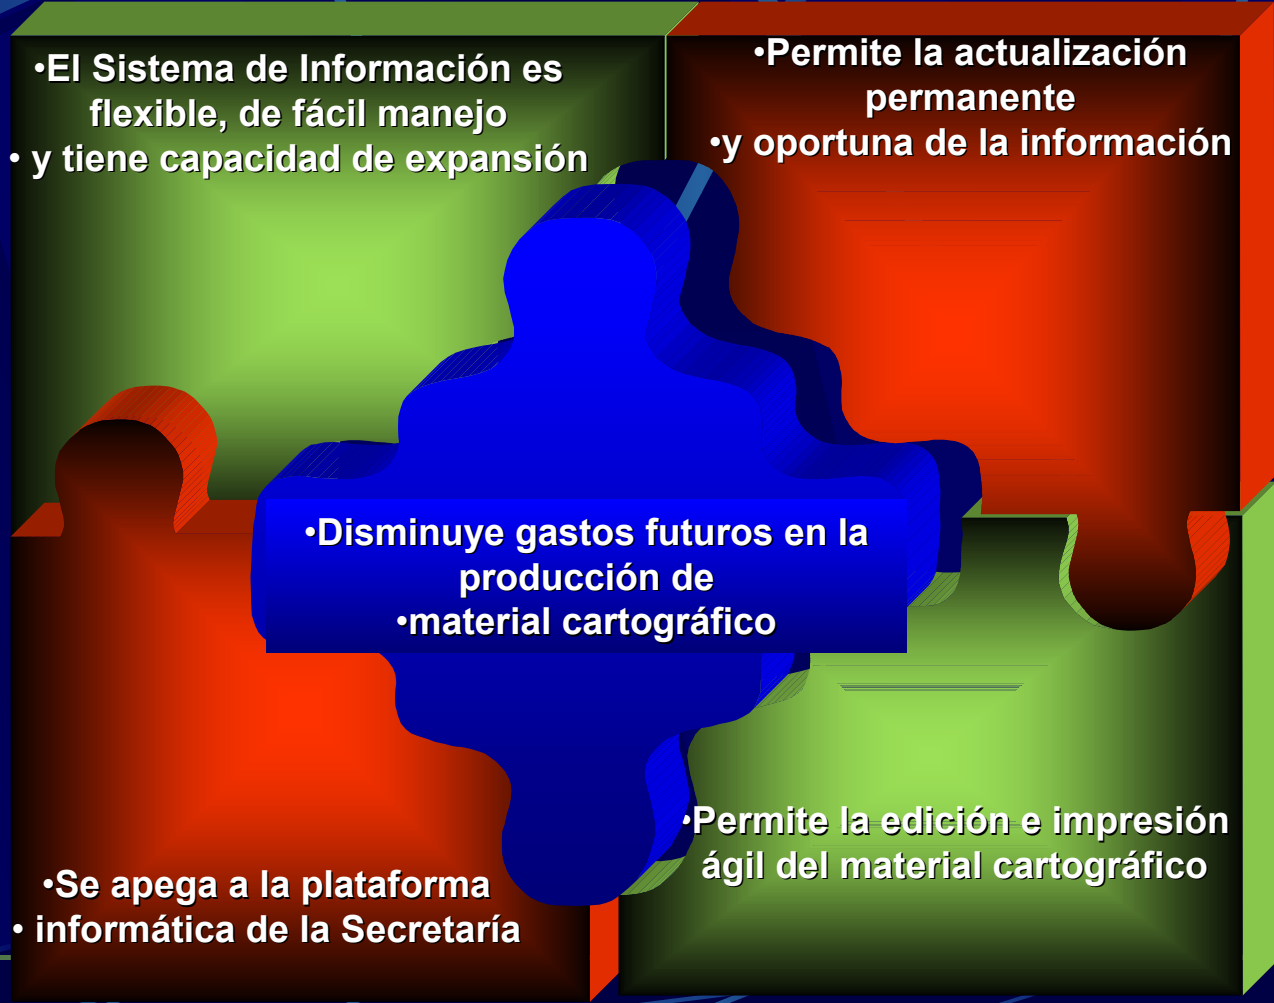 •El Sistema de Información es
flexible, de fácil manejo
• y tiene capacidad de expansión
•Permite la actualización
permanente
•y oportuna de la información
•Disminuye gastos futuros en la
producción de
•material cartográfico
•Se apega a la plataforma
• informática de la Secretaría
•Permite la edición e impresión
ágil del material cartográfico